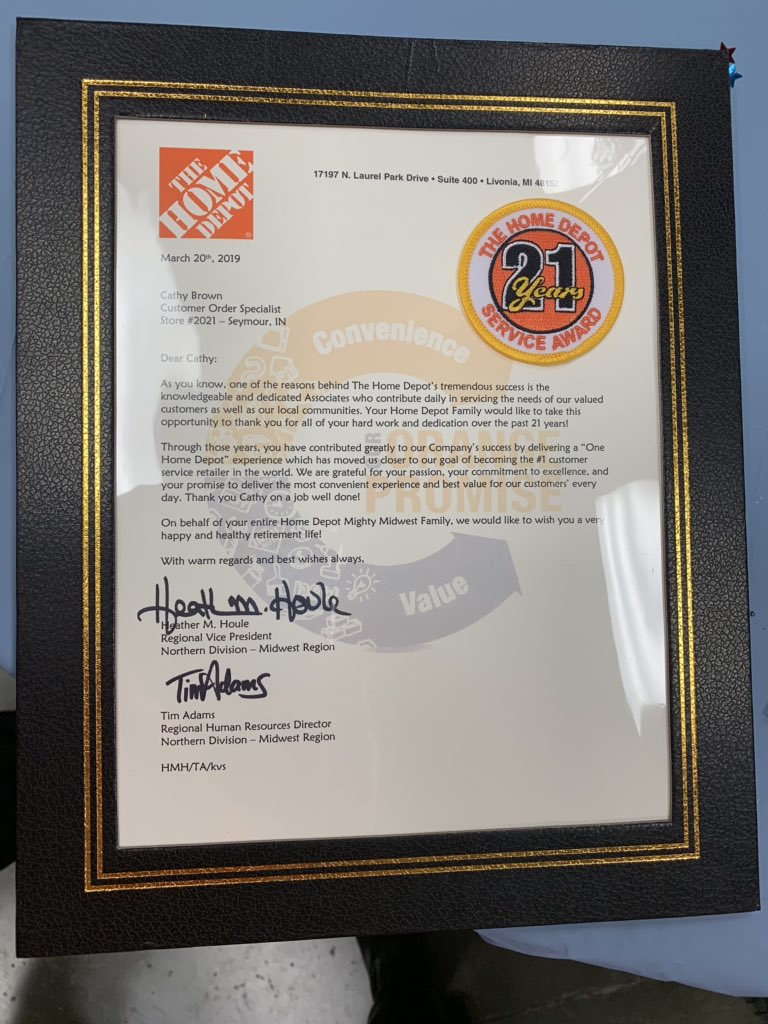 THE
HOME
DEPOT
17197 N. Laurel Park Drive • Suite 400 • Livonia, MI 48152
March 20th, 2019
THE HOME DEPOT
21
Years
SERVICE AWARD
Cathy Brown
Customer Order Specialist
Store #2021 – Seymour, IN
Convenience
Dear Cathy:
As you know, one of the reasons behind The Home Depot's tremendous success is the
knowledgeable and dedicated Associates who contribute daily in servicing the needs of our valued
customers as well as our local communities. Your Home Depot Family would like to take this
opportunity to thank you for all of your hard work and dedication over the past 21 years!
ORANGE
PROMISE
Through those years, you have contributed greatly to our Company's success by delivering a "One
Home Depot" experience which has moved us closer to our goal of becoming the #1 customer
service retailer in the world. We are grateful for your passion, your commitment to excellence, and
your promise to deliver the most convenient experience and best value for our customers' every
day. Thank you Cathy on a job well done!
On behalf of your entire Home Depot Mighty Midwest Family, we would like to wish you a very
happy and healthy retirement life!
With warm regards and best wishes always.
Value
Heather M. Houle
Heather M. Houle
Regional Vice President
Northern Division – Midwest Region
Tim Adams
Tim Adams
Regional Human Resources Director
Northern Division – Midwest Region
HMH/TA/kvs